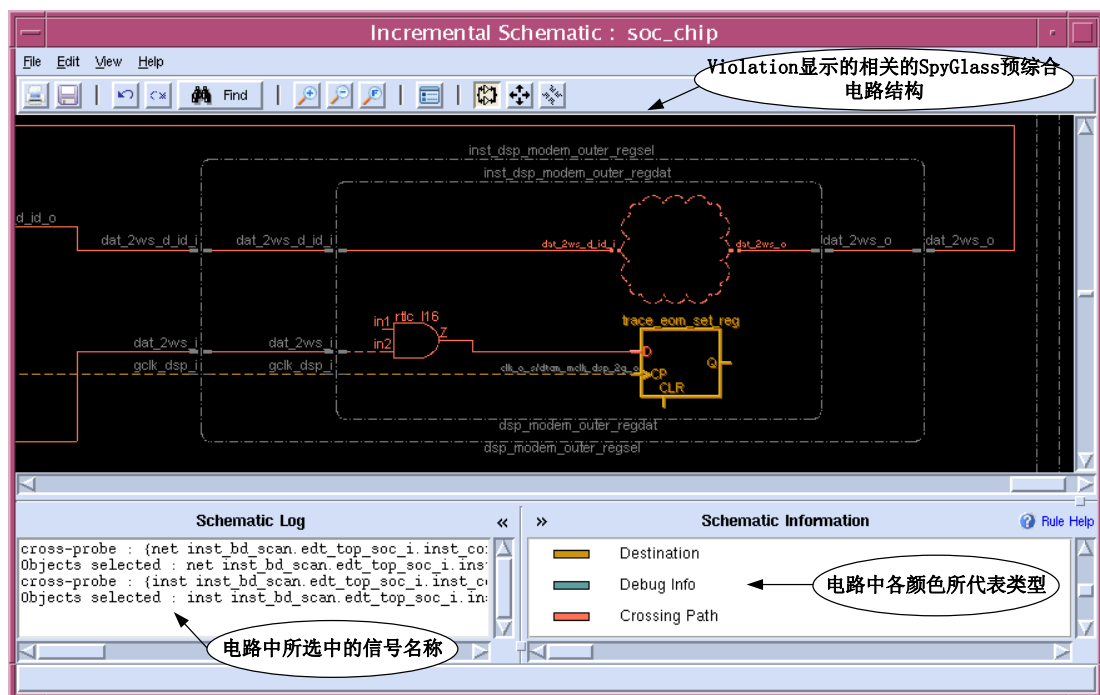 Incremental Schematic : soc_chip
File Edit View Help
Find
Violation显示的相关的SpyGlass预综合
电路结构
inst_dsp_modem_outer_regsel
inst_dsp_modem_outer_regdat
d_id_o
dat_2ws_d_id_i
dat_2ws_d_id_i
dat_2ws_d_id_i
dat_2ws_o
dat_2ws_o
dat_2ws_o
in1
rtlc_I16
in2
Z
trace_eom_set_reg
dat_2ws_i
dat_2ws_i
D
Q
gclk_dsp_i
gclk_dsp_i
CP
CLR
dsp_modem_outer_regdat
dsp_modem_outer_regsel
Schematic Log
«
»
Schematic Information
Rule Help
cross-probe : {net inst_bd_scan.edt_top_soc_i.inst_co
Objects selected : net inst_bd_scan.edt_top_soc_i.ins
cross-probe : {inst inst_bd_scan.edt_top_soc_i.inst_c
Objects selected : inst inst_bd_scan.edt_top_soc_i.in
Destination
Debug Info
Crossing Path
电路中各颜色所代表类型
电路中所选中的信号名称